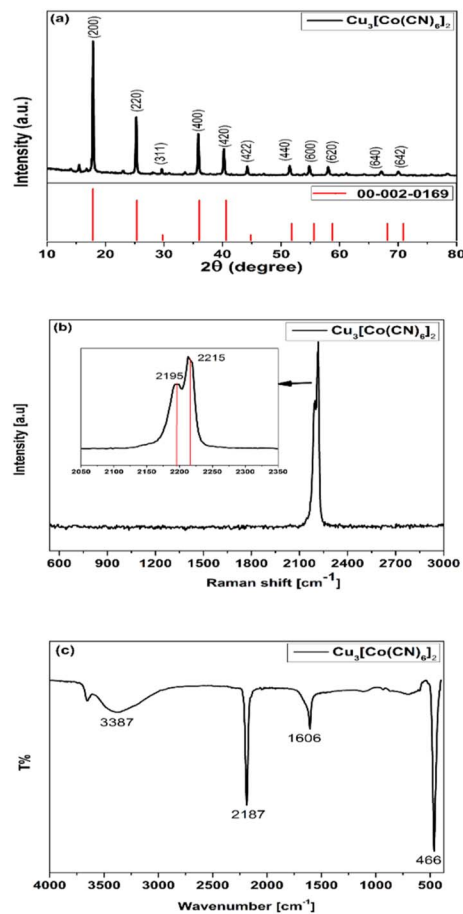 (a)
Cu₃[Co(CN)₆]₂
(200)
(220)
(311)
(400)
(420)
(422)
(440)
(600)
(620)
(640)
(642)
Intensity (a.u.)
00-002-0169
10 20 30 40 50 60 70 80
2θ (degree)
(b)
Cu₃[Co(CN)₆]₂
2195
2215
2050 2100 2150 2200 2250 2300 2350
Intensity [a.u]
600 900 1200 1500 1800 2100 2400 2700 3000
Raman shift [cm⁻¹]
(c)
Cu₃[Co(CN)₆]₂
3387
2187
1606
466
T%
4000 3500 3000 2500 2000 1500 1000 500
Wavenumber [cm⁻¹]